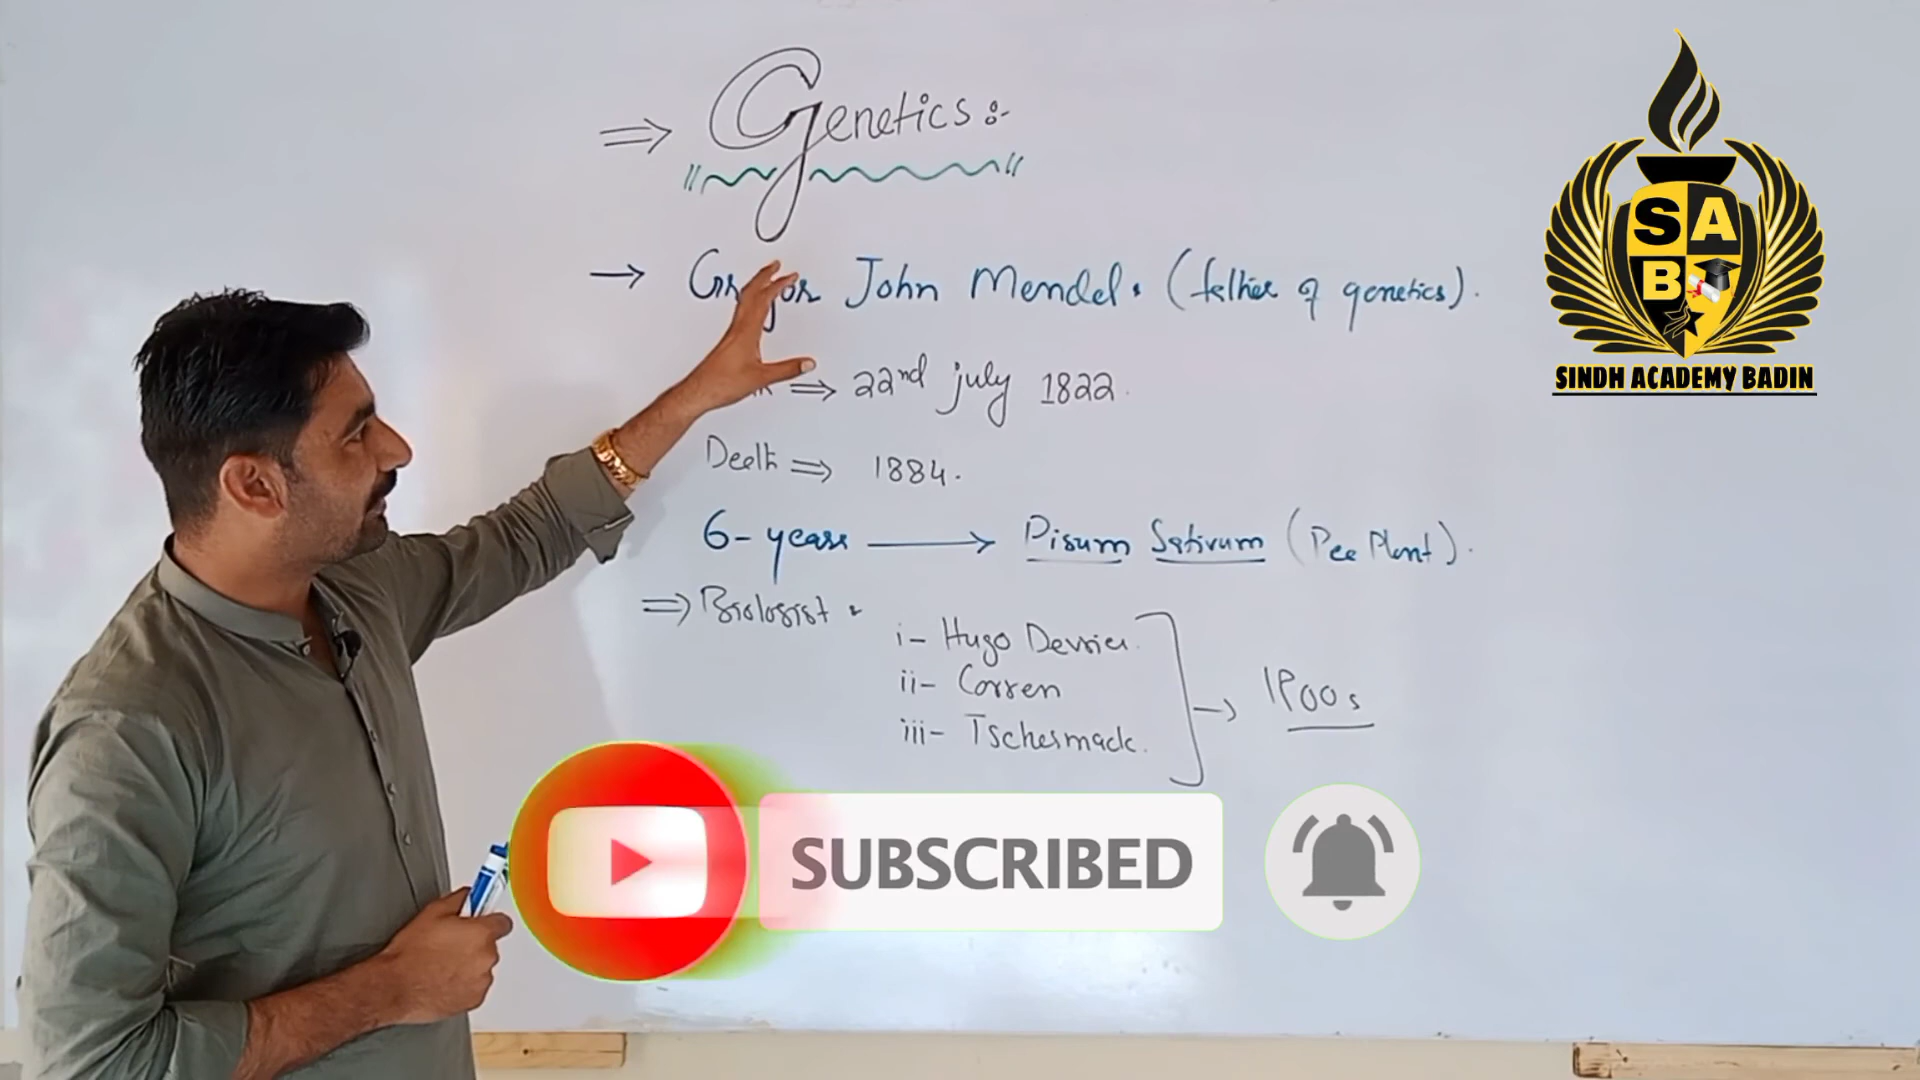 ⇒ Genetics:-
→ Gregor John Mendel. (father of genetics).
⇒ 22nd july 1822.
Death ⇒ 1884.
6-years → Pisum Sativum (Pea Plant).
⇒ Biologist.
i- Hugo Devries.
ii- Corren
iii- Tschermack.
→ 1900s
SAB
SINDH ACADEMY BADIN
SUBSCRIBED